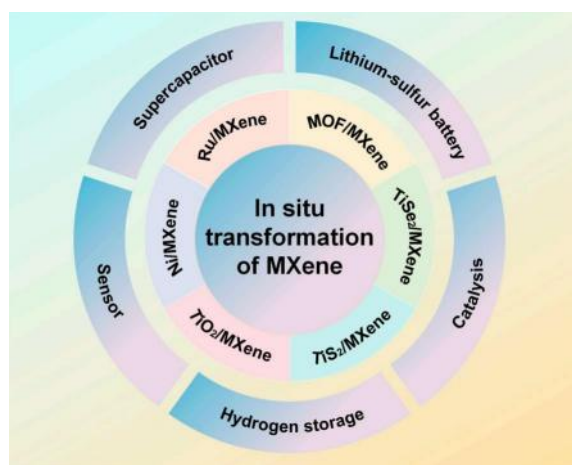 Supercapacitor
Lithium-sulfur battery
Ru/MXene
MOF/MXene
In situ
transformation
of MXene
Ni/MXene
TiSe₂/MXene
Sensor
Catalysis
TiO₂/MXene
TiS₂/MXene
Hydrogen storage